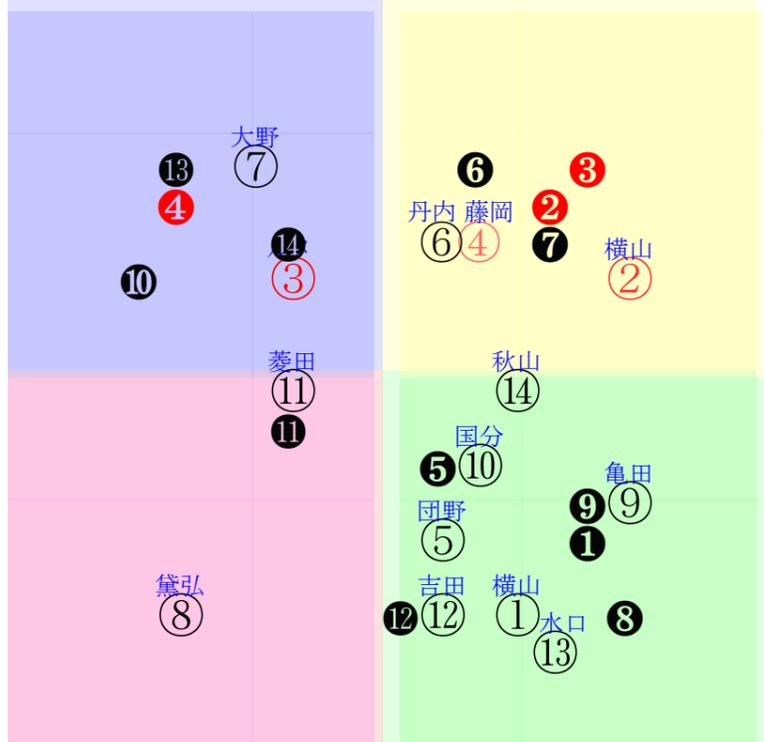 大野
⓭ ⑦ ❻ ❸
❹ ❷
丹内 藤岡
⓮ ⑥ ④ ❼ 横山
❿ ③ ②
菱田 秋山
⑪ ⑭
⓫ 国分
❺ ⑩ 亀田
❾ ⑨
団野
⑤ ❶
黛弘 吉田 横山
⑧ ⓬ ⑫ ① 水口 ❽
⑬